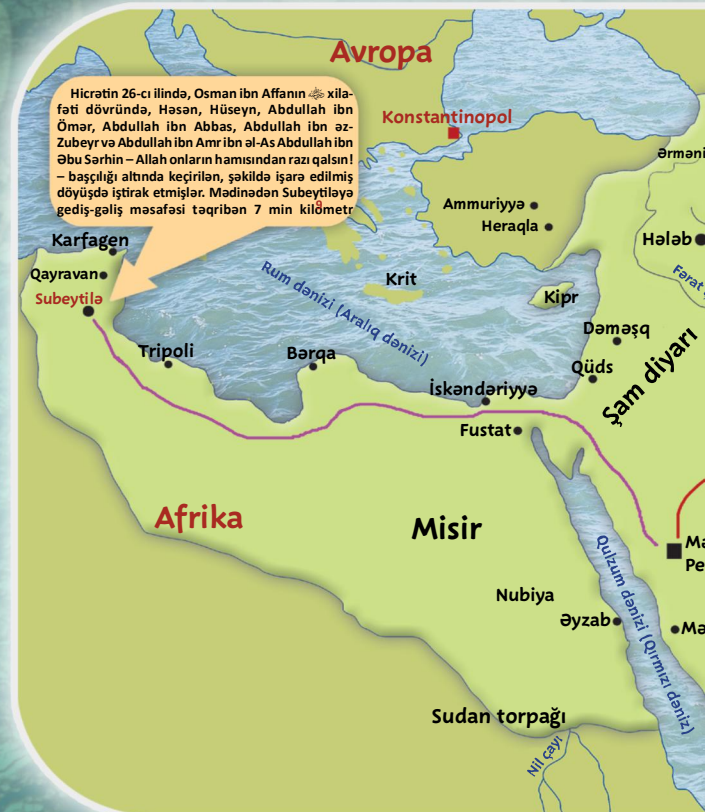 Avropa
Hicrətin 26-cı ilində, Osman ibn Affanın ﷺ xila-
fəti dövründə, Həsən, Hüseyn, Abdullah ibn
Ömər, Abdullah ibn Abbas, Abdullah ibn əz-
Zubeyr və Abdullah ibn Amr ibn əl-As Abdullah ibn
Əbu Sərhin – Allah onların hamısından razı qalsın!
– başçılığı altında keçirilən, şəkildə işarə edilmiş
döyüşdə iştirak etmişlər. Mədinədən Subeytiləyə
gediş-gəliş məsafəsi təqribən 7 min kilometr
9
Konstantinopol
Ərməni
Ammuriyyə
Heraqla
Hələb
Fərat
Karfagen
Qayravan
Subeytilə
Krit
Kipr
Rum dənizi (Aralıq dənizi)
Dəməşq
Qüds
Şam diyarı
Tripoli
Bərqa
İskəndəriyyə
Fustat
Afrika
Misir
Mə
Pe
Qulzum dənizi (Qırmızı dəniz)
Nubiya
Əyzab
Mə
Sudan torpağı
Nil çayı